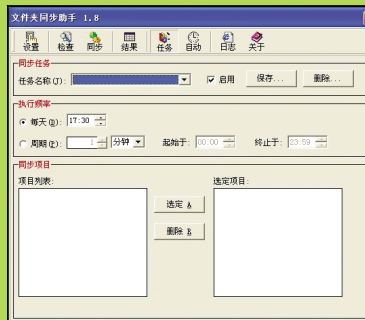 文件夹同步助手 1.8
设置 检查 同步 结果 任务 自动 日志 关于
同步任务
任务名称(T): 启用 保存... 删除...
执行频率
每天(D): 17:30
周期(P): 1 分钟 起始于: 00:00 终止于: 23:59
同步项目
项目列表: 选定项目:
选定 A
删除 R